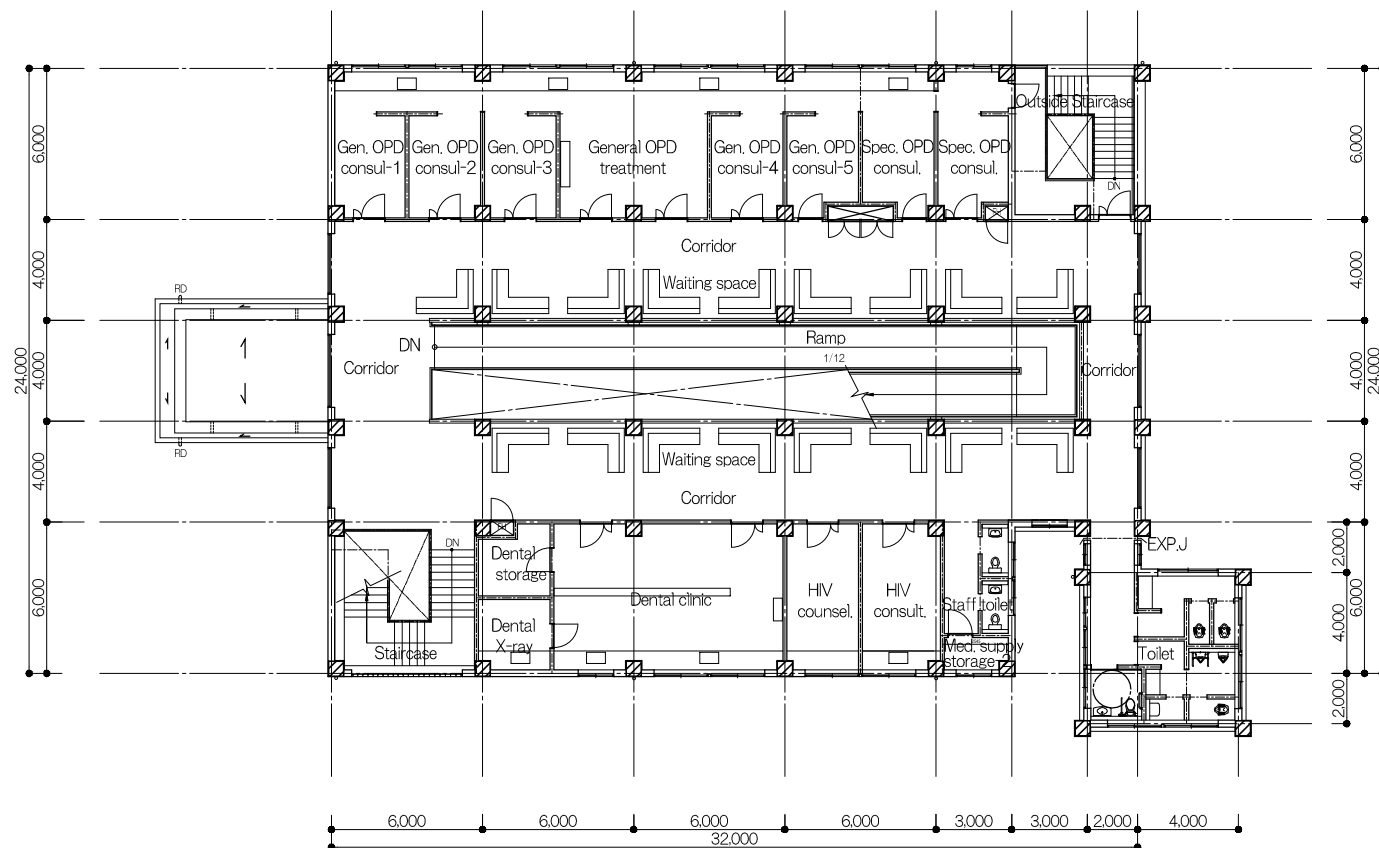 Outside Staircase
Gen. OPD
consul-1
Gen. OPD
consul-2
Gen. OPD
consul-3
General OPD
treatment
Gen. OPD
consul-4
Gen. OPD
consul-5
Spec. OPD
consul.
Spec. OPD
consul.
DN
6,000
6,000
Corridor
4,000
4,000
Waiting space
RD
DN
Ramp
1/12
Corridor
Corridor
24,000
4,000
4,000
24,000
RD
Waiting space
4,000
4,000
Corridor
DN
EXP.J
2,000
Dental
storage
Dental clinic
HIV
counsel.
HIV
consult.
Staff toilet
6,000
4,000
6,000
Dental
X-ray
Staircase
Med. supply
storage
Toilet
2,000
6,000
6,000
6,000
6,000
3,000
3,000
2,000
4,000
32,000